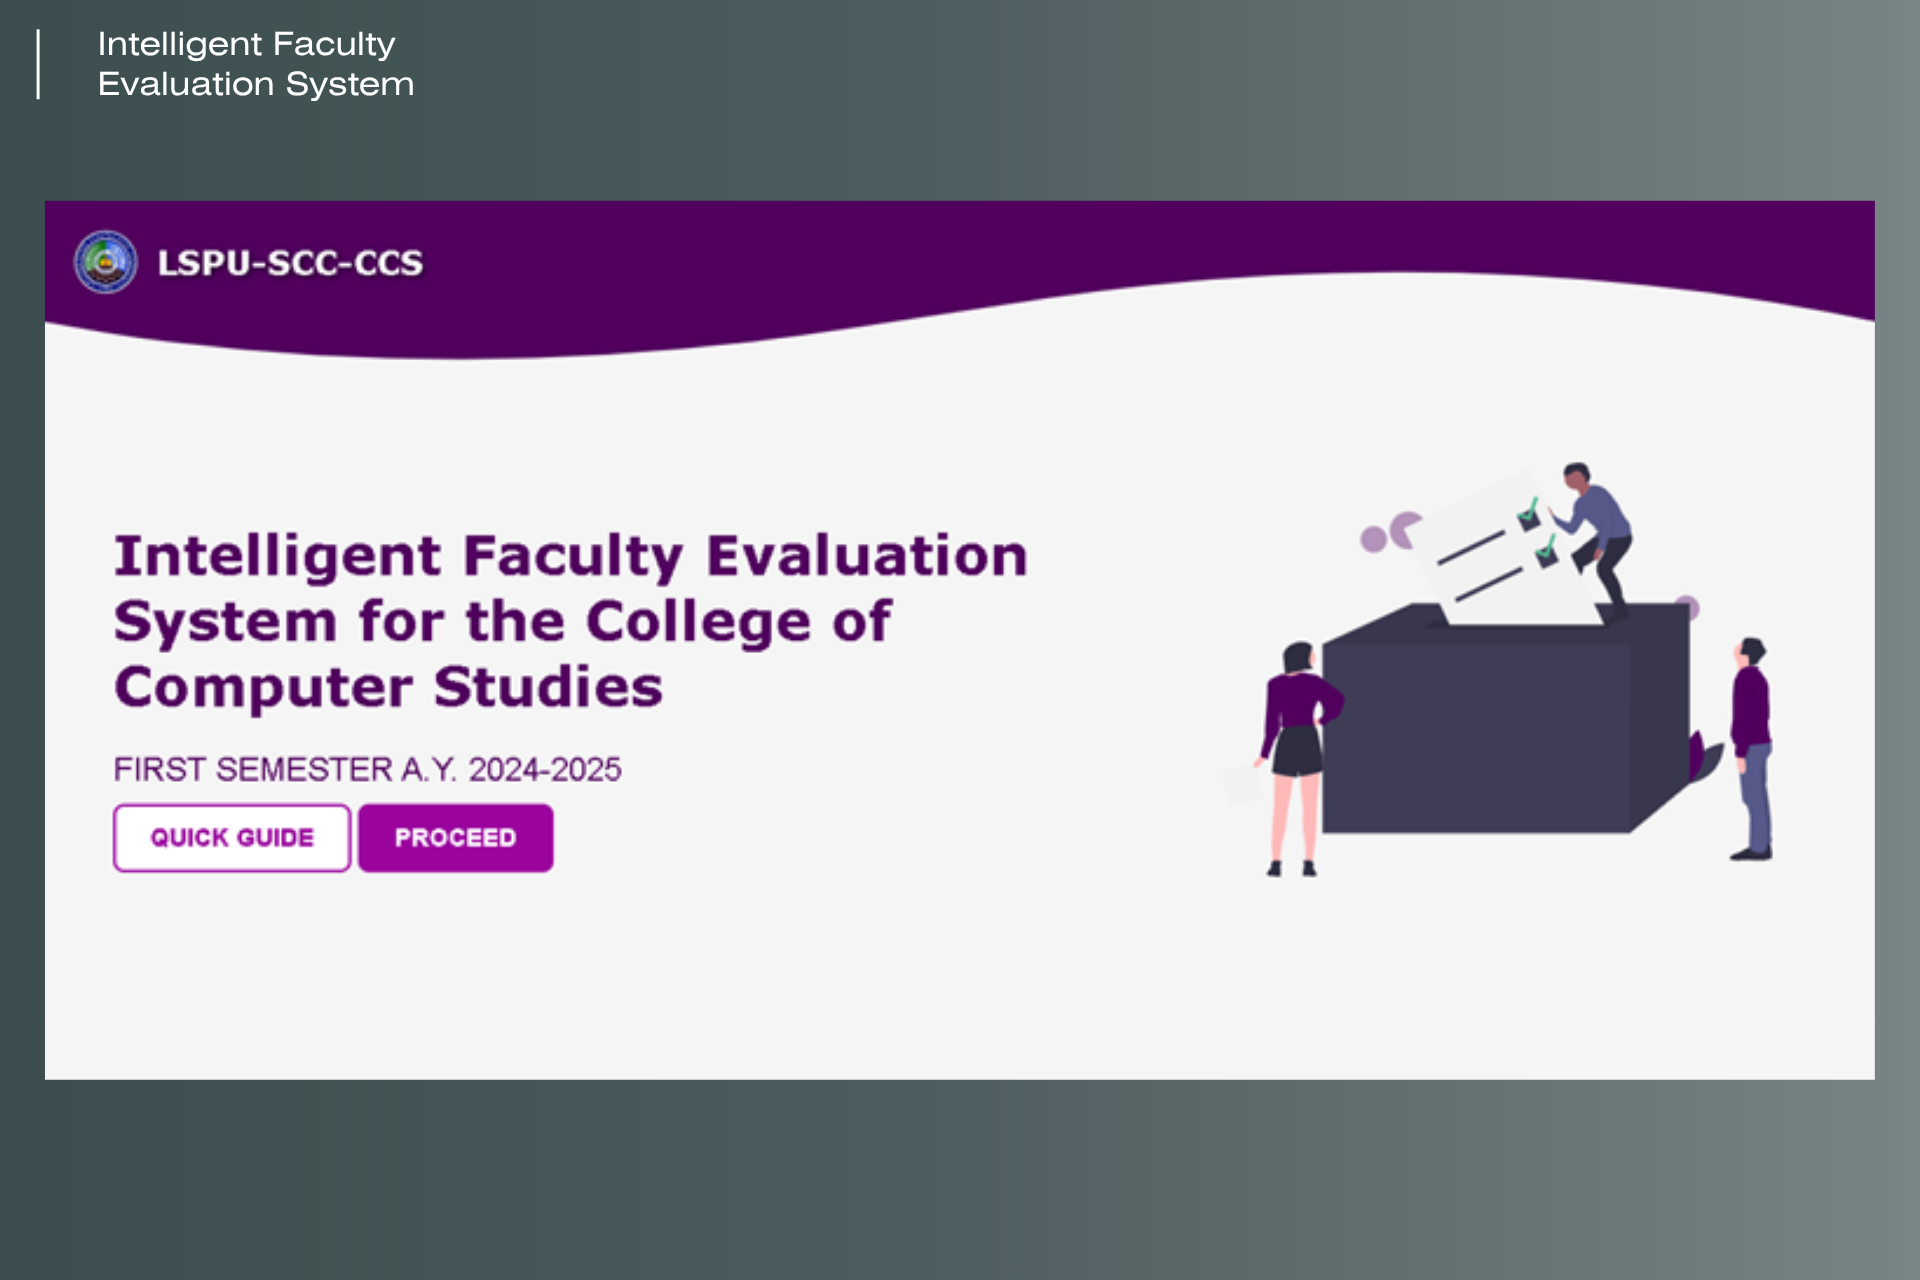 Intelligent Faculty
Evaluation System
LSPU-SCC-CCS
Intelligent Faculty Evaluation
System for the College of
Computer Studies
FIRST SEMESTER A.Y. 2024-2025
QUICK GUIDE
PROCEED